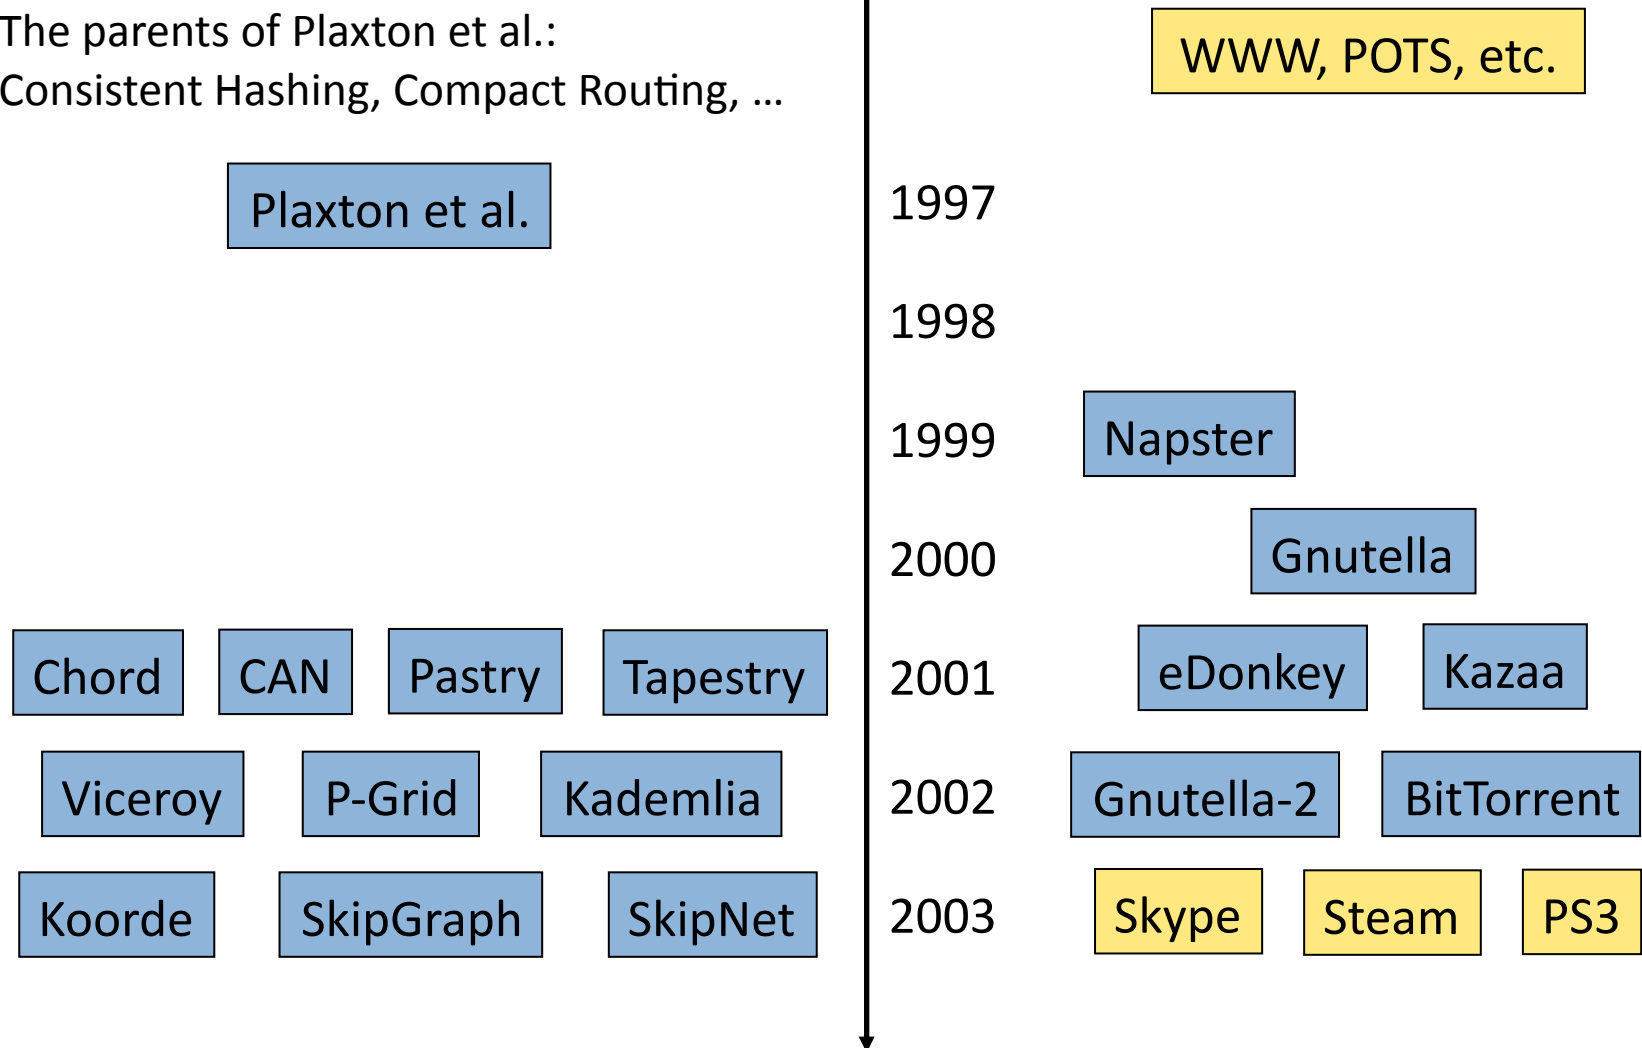 The parents of Plaxton et al.:
Consistent Hashing, Compact Routing, ...
WWW, POTS, etc.
Plaxton et al.
1997
1998
1999
Napster
2000
Gnutella
Chord CAN Pastry Tapestry
2001
eDonkey Kazaa
Viceroy P-Grid Kademlia
2002
Gnutella-2 BitTorrent
Koorde SkipGraph SkipNet
2003
Skype Steam PS3